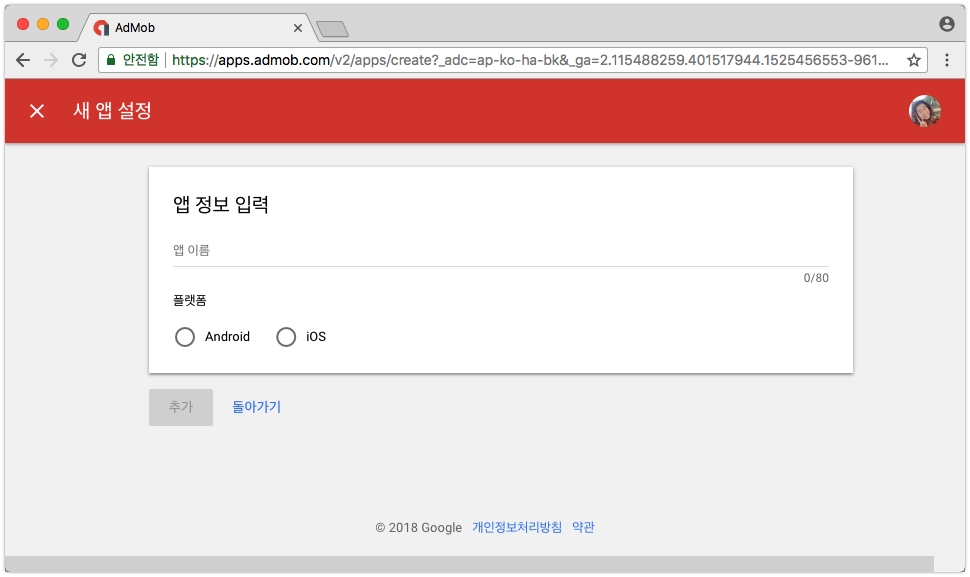 AdMob
안전함 https://apps.admob.com/v2/apps/create?_adc=ap-ko-ha-bk&_ga=2.115488259.401517944.1525456553-961...
새 앱 설정
앱 정보 입력
앱 이름
0/80
플랫폼
Android iOS
추가 돌아가기
© 2018 Google 개인정보처리방침 약관